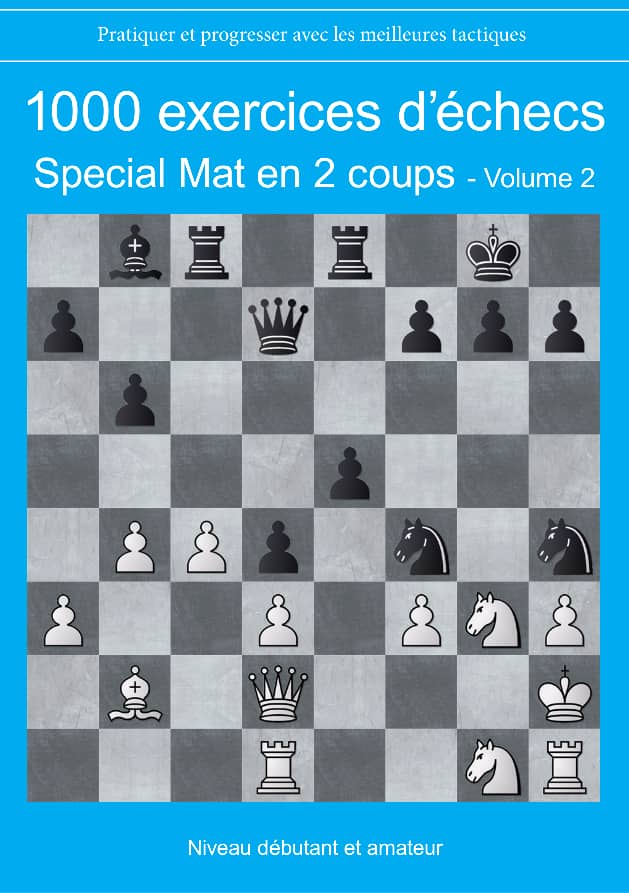 Pratiquer et progresser avec les meilleures tactiques
1000 exercices d’échecs
Special Mat en 2 coups - Volume 2
Niveau débutant et amateur